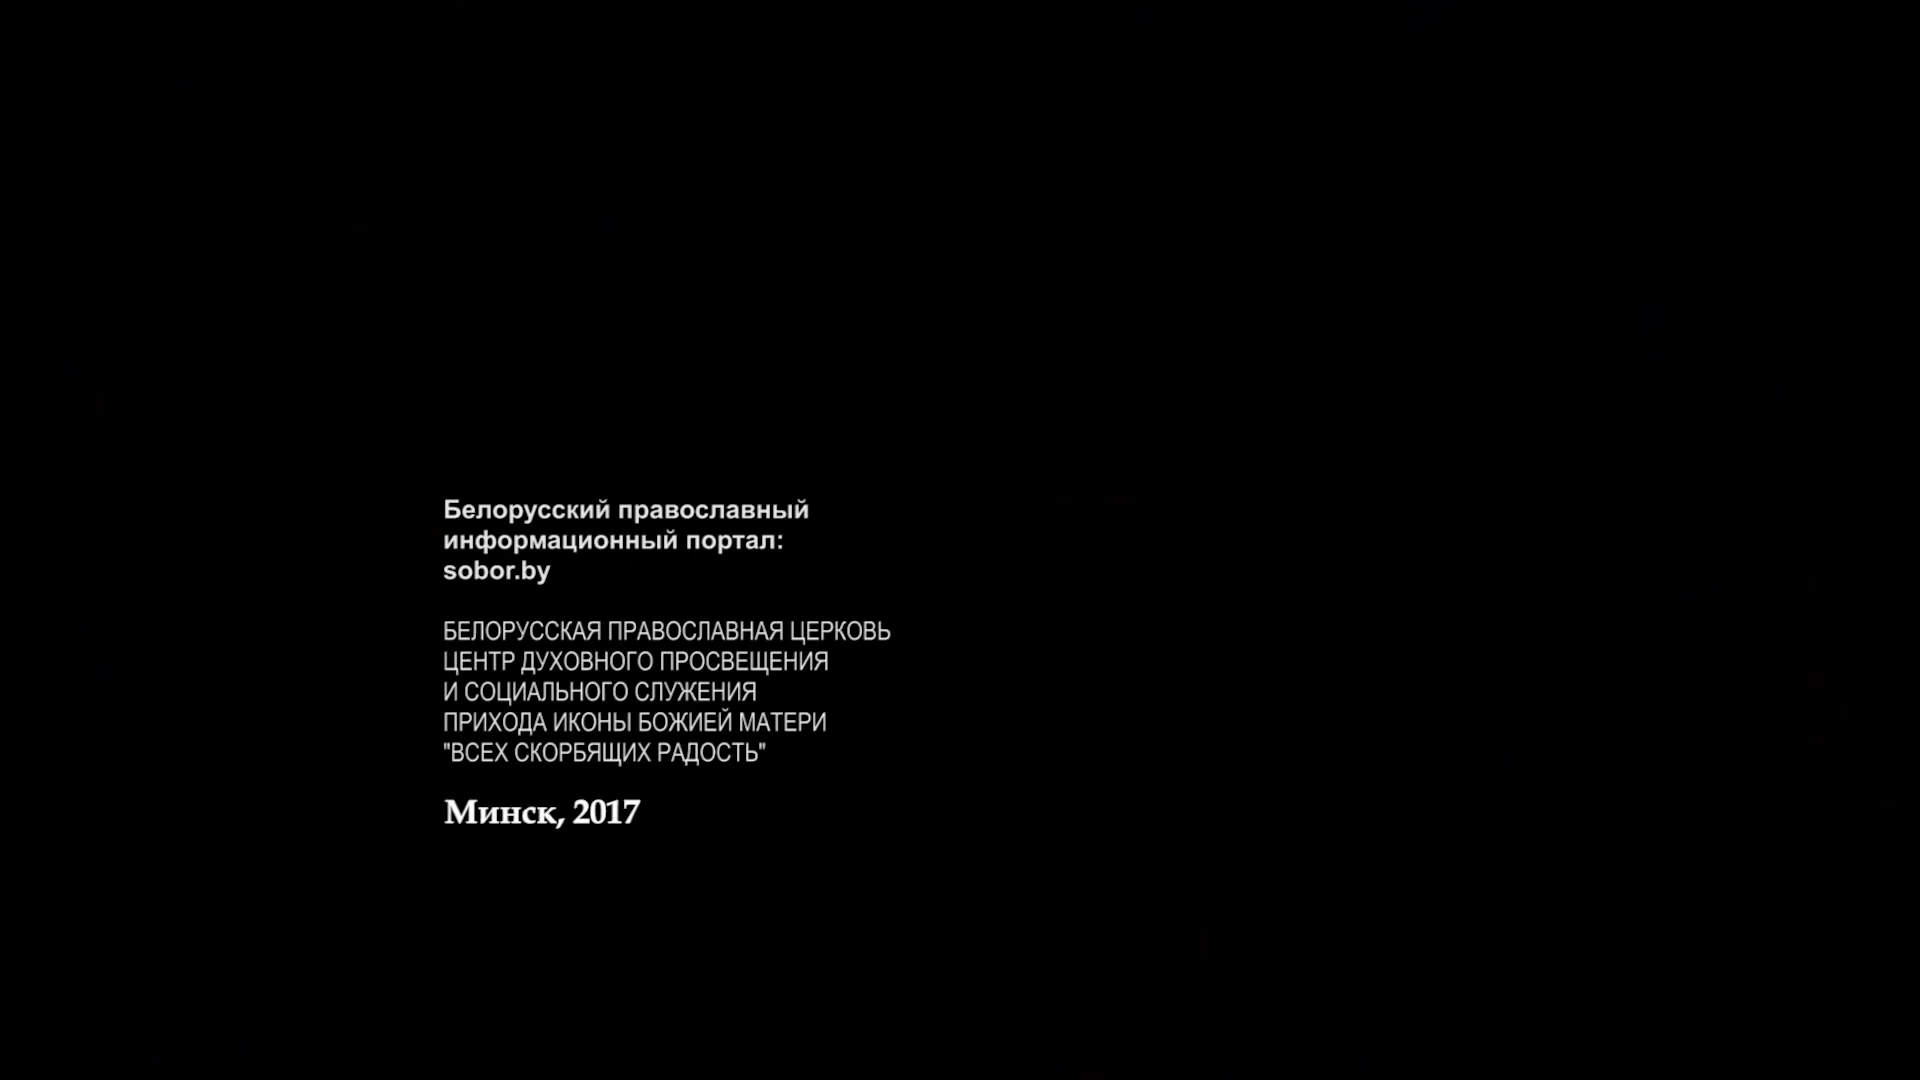 Белорусский православный
информационный портал:
sobor.by
БЕЛОРУССКАЯ ПРАВОСЛАВНАЯ ЦЕРКОВЬ
ЦЕНТР ДУХОВНОГО ПРОСВЕЩЕНИЯ
И СОЦИАЛЬНОГО СЛУЖЕНИЯ
ПРИХОДА ИКОНЫ БОЖИЕЙ МАТЕРИ
"ВСЕХ СКОРБЯЩИХ РАДОСТЬ"
Минск, 2017